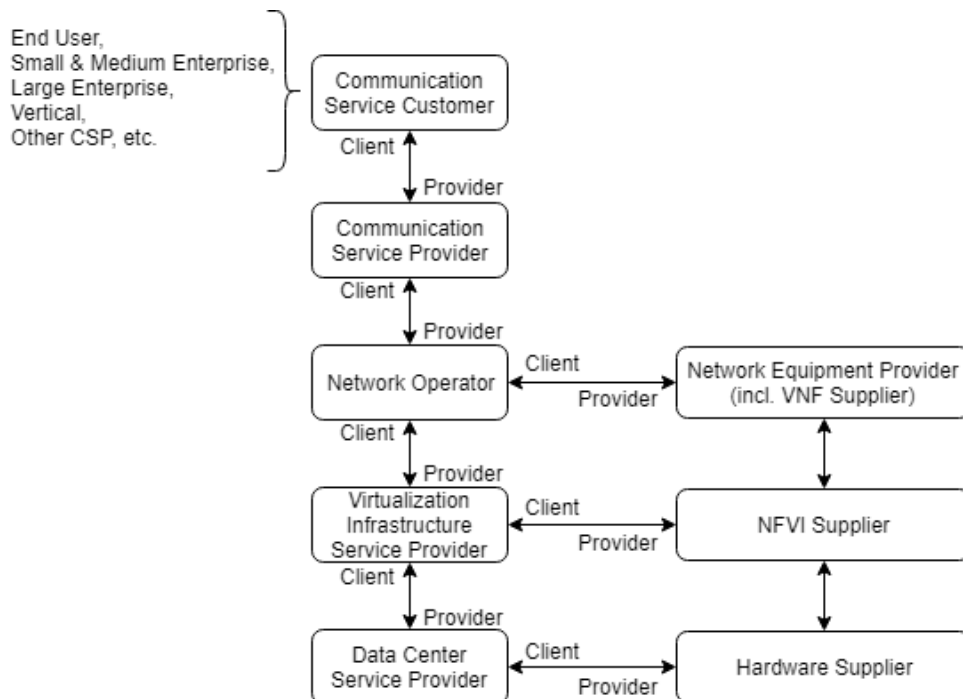 End User,
Small & Medium Enterprise,
Large Enterprise,
Vertical,
Other CSP, etc.
Communication
Service Customer
Client
Provider
Communication
Service Provider
Client
Provider
Network Operator
Client
Provider
Network Equipment Provider
(incl. VNF Supplier)
Client
Provider
Virtualization
Infrastructure
Service Provider
Client
Provider
NFVI Supplier
Client
Provider
Data Center
Service Provider
Client
Provider
Hardware Supplier